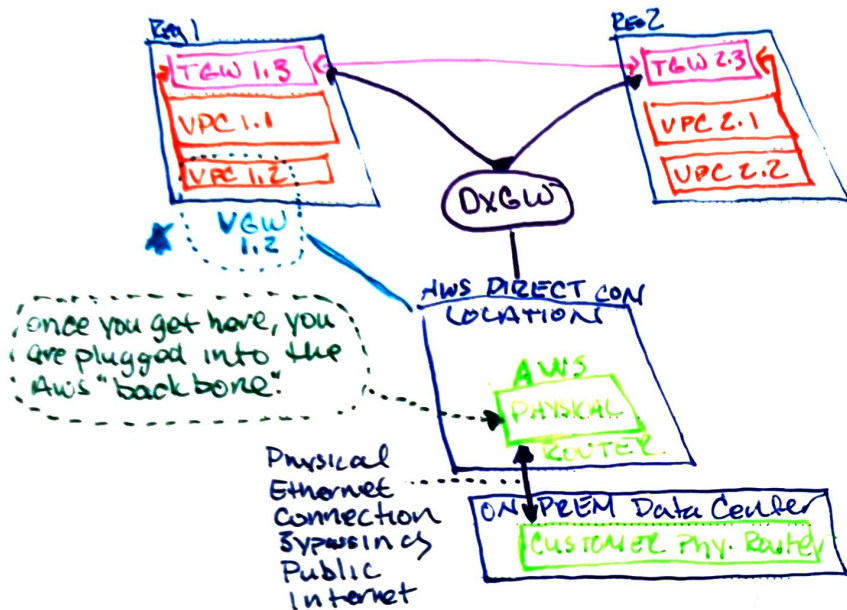 Reg 1
Reg 2
TGW 1.3
TGW 2.3
VPC 1.1
VPC 2.1
VPC 1.2
VPC 2.2
DXGW
VGW
1.2
AWS DIRECT CON
LOCATION
once you get here, you
are plugged into the
AWS "backbone".
AWS
PHYSICAL
ROUTER
Physical
Ethernet
Connection
Bypassing
Public
Internet
ON PREM Data Center
CUSTOMER Phy. Router